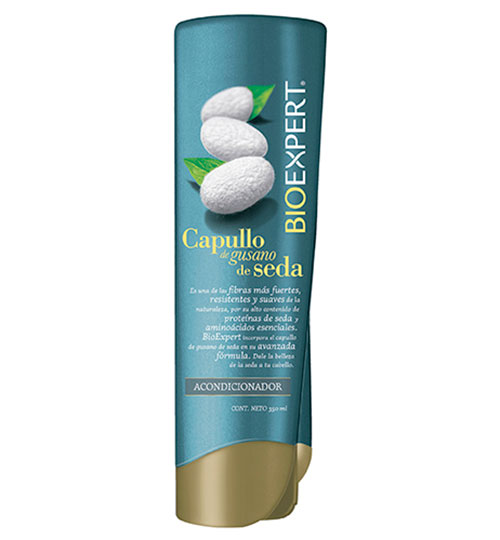 BIOEXPERT®
Capullo
de gusano
de seda
Es una de las fibras más fuertes,
resistentes y suaves de la
naturaleza, por su alto contenido de
proteínas de seda y
aminoácidos esenciales.
BioExpert incorpora el capullo
de gusano de seda en su avanzada
fórmula. Dale la belleza
de la seda a tu cabello.
ACONDICIONADOR
CONT. NETO 350 ml